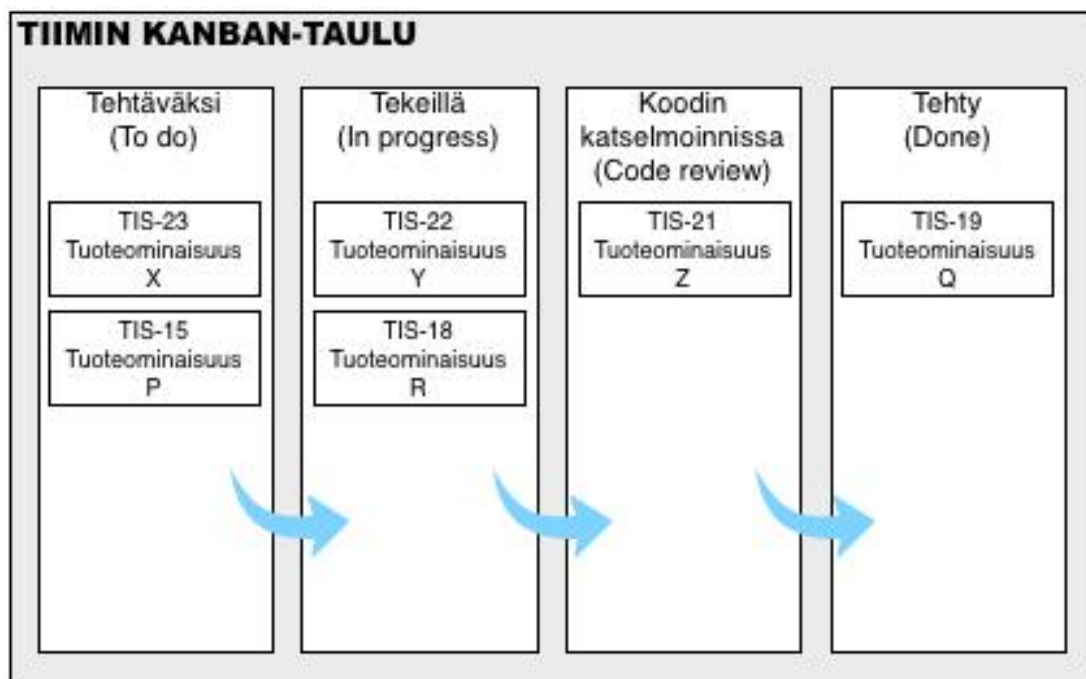 TIIMIN KANBAN-TAULU
Tehtäväksi
(To do)
TIS-23
Tuoteominaisuus
X
TIS-15
Tuoteominaisuus
P
Tekeillä
(In progress)
TIS-22
Tuoteominaisuus
Y
TIS-18
Tuoteominaisuus
R
Koodin
katselmoinnissa
(Code review)
TIS-21
Tuoteominaisuus
Z
Tehty
(Done)
TIS-19
Tuoteominaisuus
Q